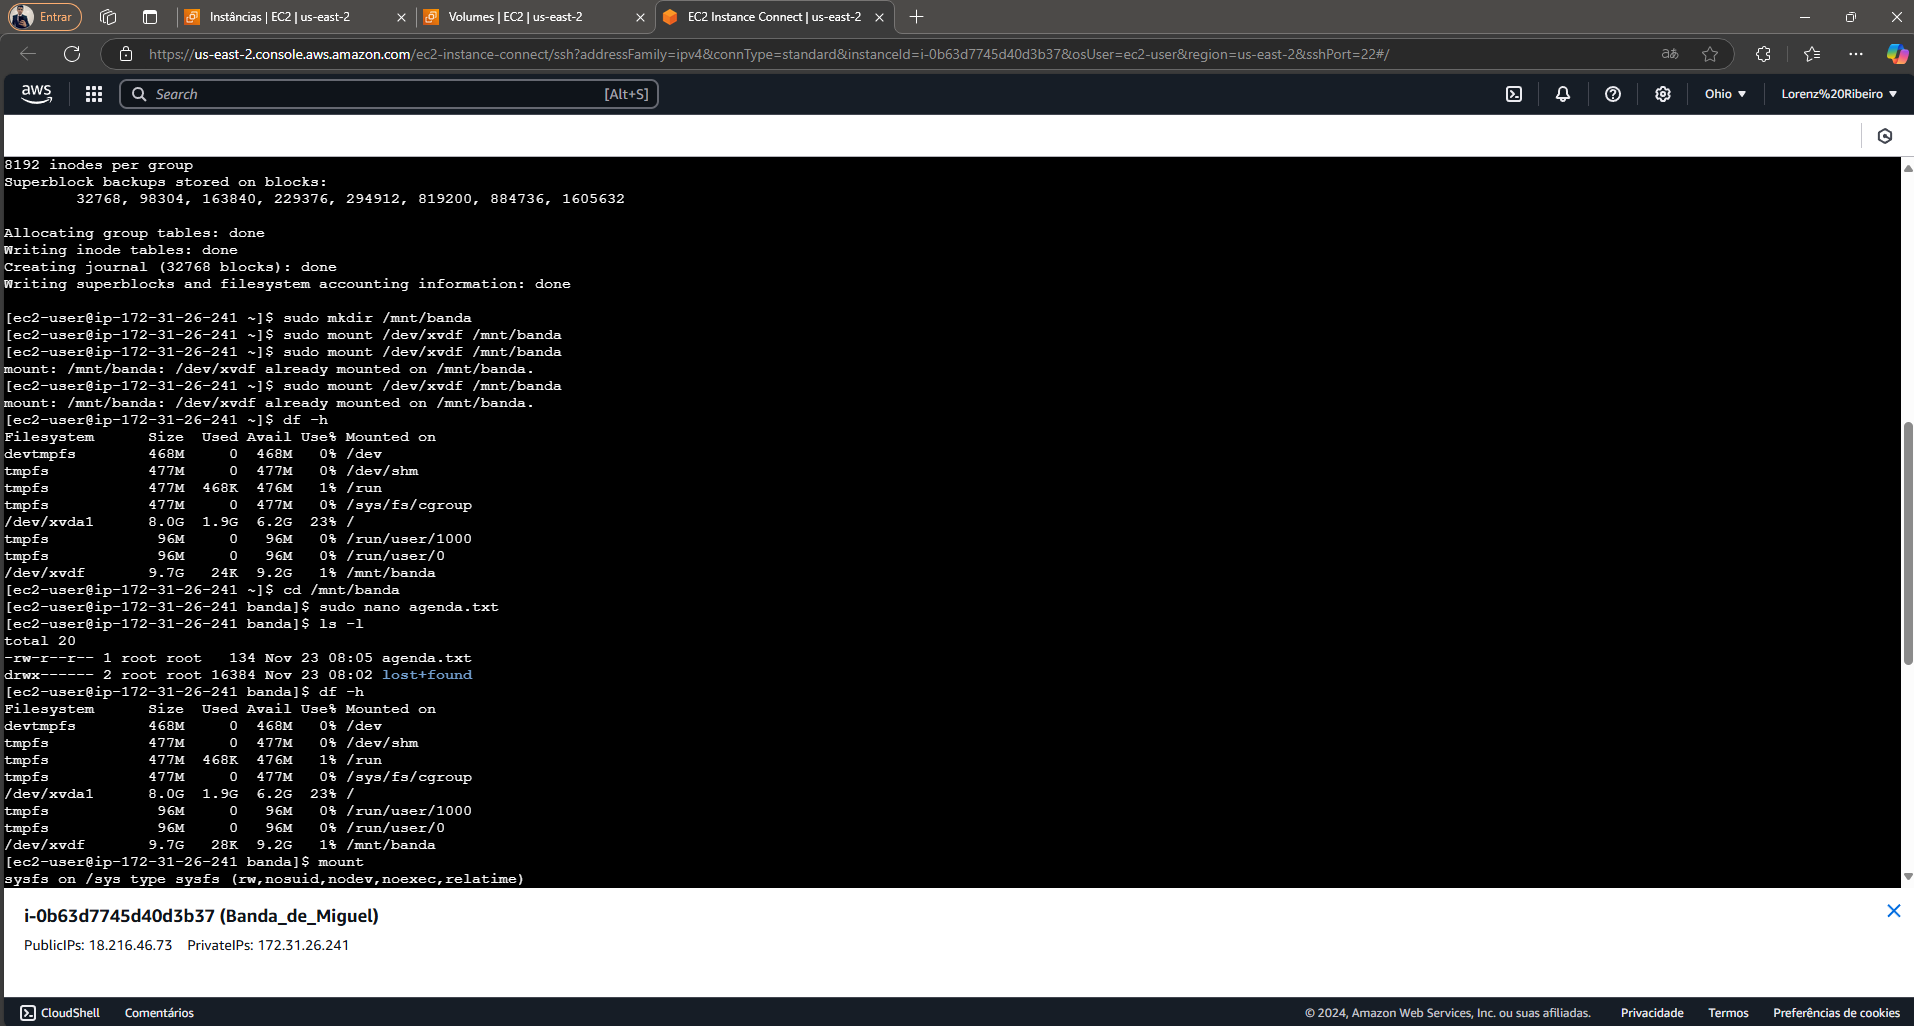 Entrar
Instâncias | EC2 | us-east-2
Volumes | EC2 | us-east-2
EC2 Instance Connect | us-east-2
https://us-east-2.console.aws.amazon.com/ec2-instance-connect/ssh?addressFamily=ipv4&connType=standard&instanceId=i-0b63d7745d40d3b37&osUser=ec2-user&region=us-east-2&sshPort=22#/
aあ
aws
Search
[Alt+S]
Ohio
Lorenz%20Ribeiro
8192 inodes per group
Superblock backups stored on blocks:
        32768, 98304, 163840, 229376, 294912, 819200, 884736, 1605632
Allocating group tables: done
Writing inode tables: done
Creating journal (32768 blocks): done
Writing superblocks and filesystem accounting information: done
[ec2-user@ip-172-31-26-241 ~]$ sudo mkdir /mnt/banda
[ec2-user@ip-172-31-26-241 ~]$ sudo mount /dev/xvdf /mnt/banda
[ec2-user@ip-172-31-26-241 ~]$ sudo mount /dev/xvdf /mnt/banda
mount: /mnt/banda: /dev/xvdf already mounted on /mnt/banda.
[ec2-user@ip-172-31-26-241 ~]$ sudo mount /dev/xvdf /mnt/banda
mount: /mnt/banda: /dev/xvdf already mounted on /mnt/banda.
[ec2-user@ip-172-31-26-241 ~]$ df -h
Filesystem      Size  Used Avail Use% Mounted on
devtmpfs        468M     0  468M   0% /dev
tmpfs           477M     0  477M   0% /dev/shm
tmpfs           477M  468K  476M   1% /run
tmpfs           477M     0  477M   0% /sys/fs/cgroup
/dev/xvda1      8.0G  1.9G  6.2G  23% /
tmpfs            96M     0   96M   0% /run/user/1000
tmpfs            96M     0   96M   0% /run/user/0
/dev/xvdf       9.7G   24K  9.2G   1% /mnt/banda
[ec2-user@ip-172-31-26-241 ~]$ cd /mnt/banda
[ec2-user@ip-172-31-26-241 banda]$ sudo nano agenda.txt
[ec2-user@ip-172-31-26-241 banda]$ ls -l
total 20
-rw-r--r-- 1 root root   134 Nov 23 08:05 agenda.txt
drwx------ 2 root root 16384 Nov 23 08:02 lost+found
[ec2-user@ip-172-31-26-241 banda]$ df -h
Filesystem      Size  Used Avail Use% Mounted on
devtmpfs        468M     0  468M   0% /dev
tmpfs           477M     0  477M   0% /dev/shm
tmpfs           477M  468K  476M   1% /run
tmpfs           477M     0  477M   0% /sys/fs/cgroup
/dev/xvda1      8.0G  1.9G  6.2G  23% /
tmpfs            96M     0   96M   0% /run/user/1000
tmpfs            96M     0   96M   0% /run/user/0
/dev/xvdf       9.7G   28K  9.2G   1% /mnt/banda
[ec2-user@ip-172-31-26-241 banda]$ mount
sysfs on /sys type sysfs (rw,nosuid,nodev,noexec,relatime)
i-0b63d7745d40d3b37 (Banda_de_Miguel)
PublicIPs: 18.216.46.73 PrivateIPs: 172.31.26.241
CloudShell
Comentários
© 2024, Amazon Web Services, Inc. ou suas afiliadas.
Privacidade
Termos
Preferências de cookies